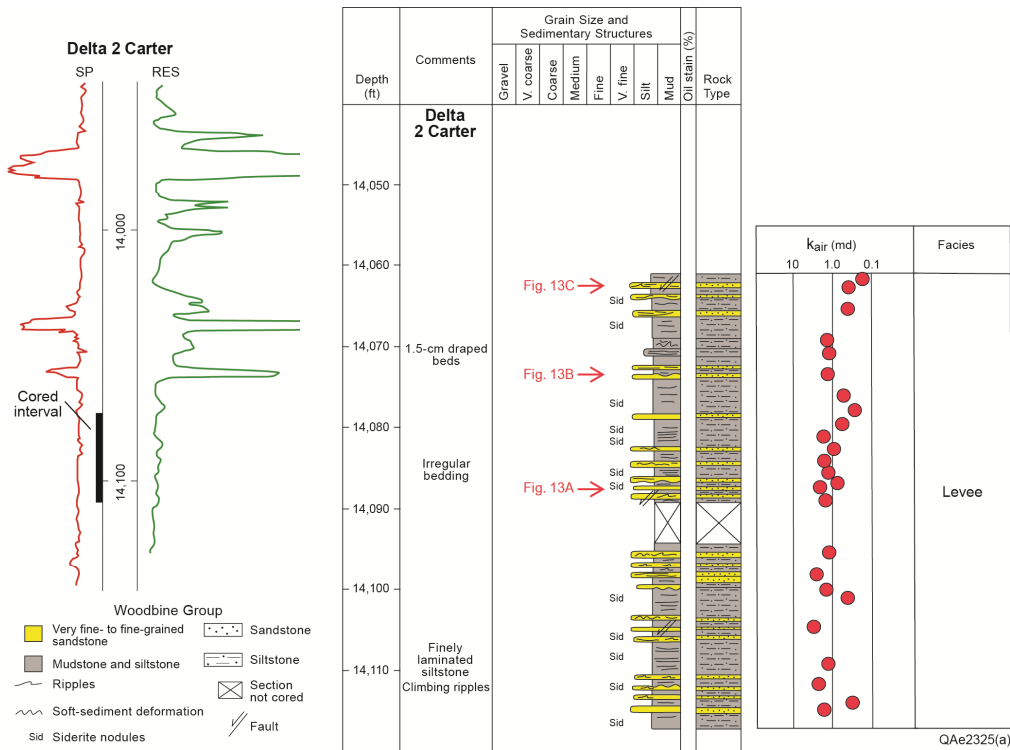 Delta 2 Carter
SP
RES
14,000
14,100
Cored
interval
Woodbine Group
Very fine- to fine-grained
sandstone
Mudstone and siltstone
Ripples
Soft-sediment deformation
Sid Siderite nodules
Sandstone
Siltstone
Section
not cored
Fault
Depth
(ft)
Comments
Grain Size and
Sedimentary Structures
Gravel
V. coarse
Coarse
Medium
Fine
V. fine
Silt
Mud
Oil stain (%)
Rock
Type
Delta
2 Carter
14,050
14,060
Fig. 13C
Sid
Sid
14,070
1.5-cm draped
beds
Fig. 13B
Sid
14,080
Sid
Sid
Irregular
bedding
Sid
Fig. 13A
Sid
14,090
14,100
Sid
Sid
Finely
laminated
siltstone
Sid
14,110
Climbing ripples
Sid
Sid
kair (md)
Facies
10 1.0 0.1
Levee
QAe2325(a)